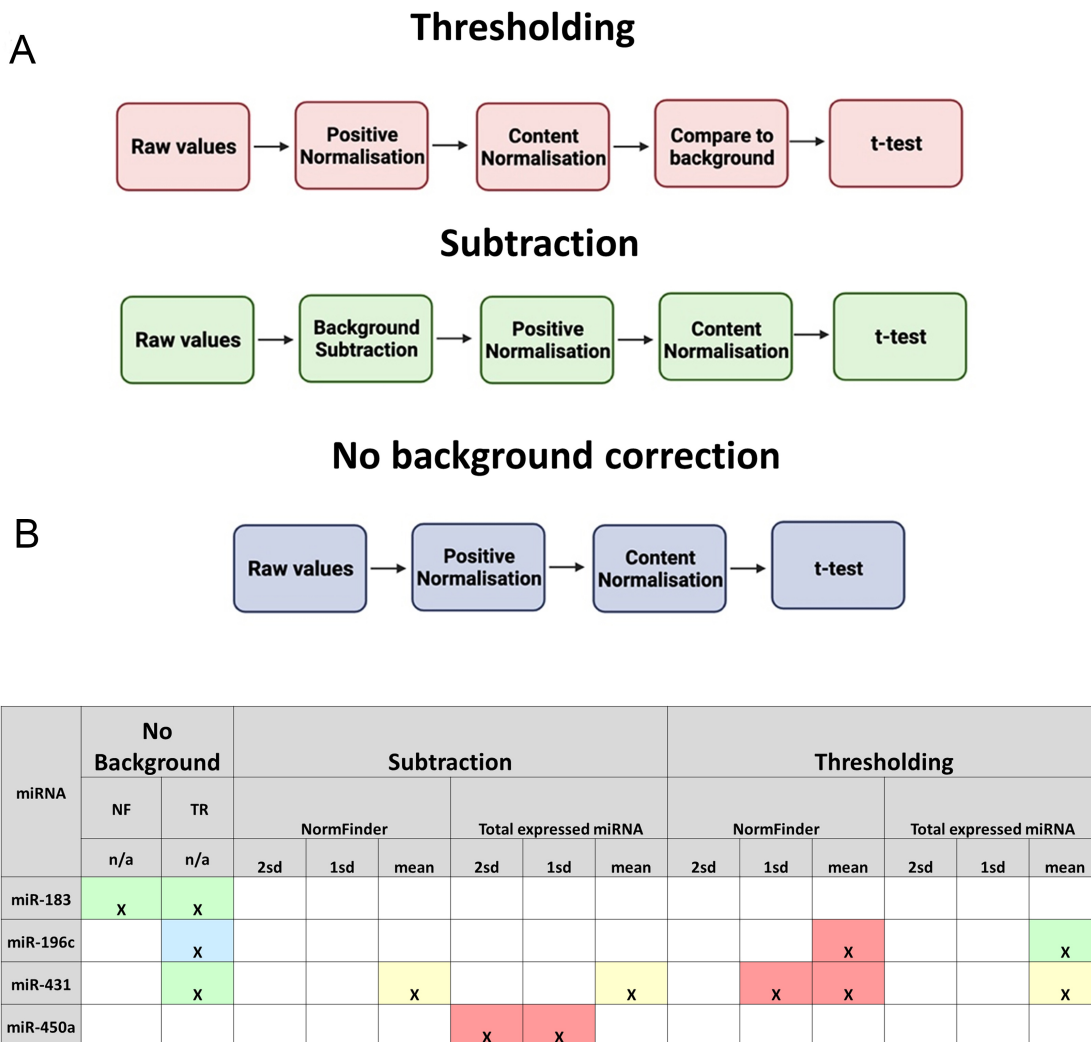 A
Thresholding
Raw values
Positive
Normalisation
Content
Normalisation
Compare to
background
t-test
Subtraction
Raw values
Background
Subtraction
Positive
Normalisation
Content
Normalisation
t-test
No background correction
B
Raw values
Positive
Normalisation
Content
Normalisation
t-test
miRNA
No
Background
Subtraction
Thresholding
NF TR NormFinder Total expressed miRNA NormFinder Total expressed miRNA
n/a n/a 2sd 1sd mean 2sd 1sd mean 2sd 1sd mean 2sd 1sd mean
miR-183 X X
miR-196c X X X
miR-431 X X X X X X
miR-450a X X